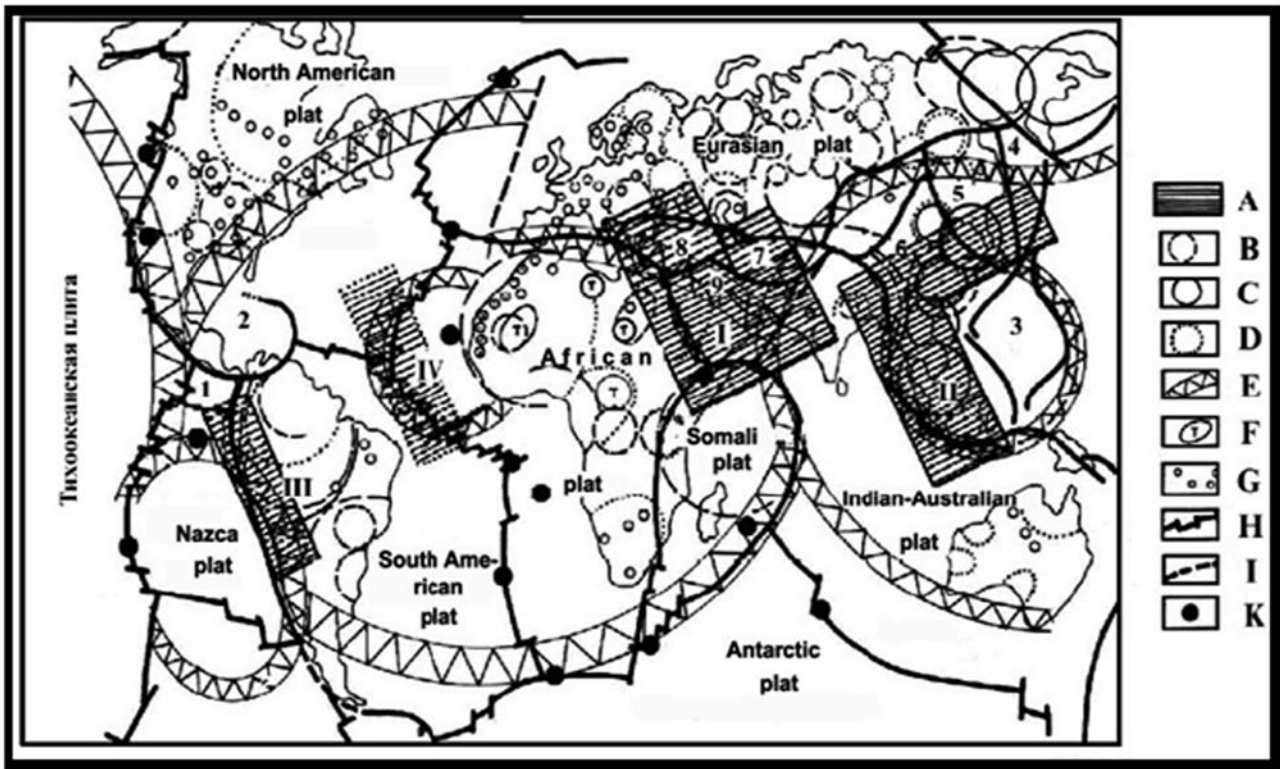 North American
plat
Eurasian plat
4
5
6
8
7
9
I
2
3
African
IV
II
1
Somali
plat
III
plat
Indian-Australian
plat
Nazca
plat
South Ame-
rican
plat
Antarctic
plat
Тихоокеанская плита
T
T1
T
T
A
B
C
D
E
F
T
G
H
I
K